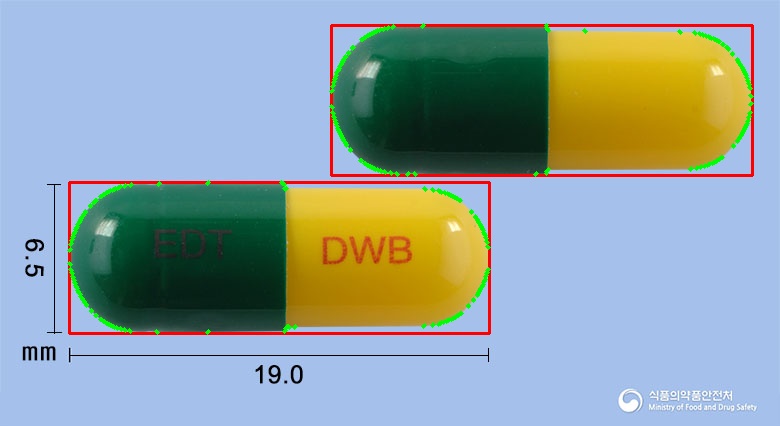 EDT DWB
6.5
mm
19.0
식품의약품안전처
Ministry of Food and Drug Safety